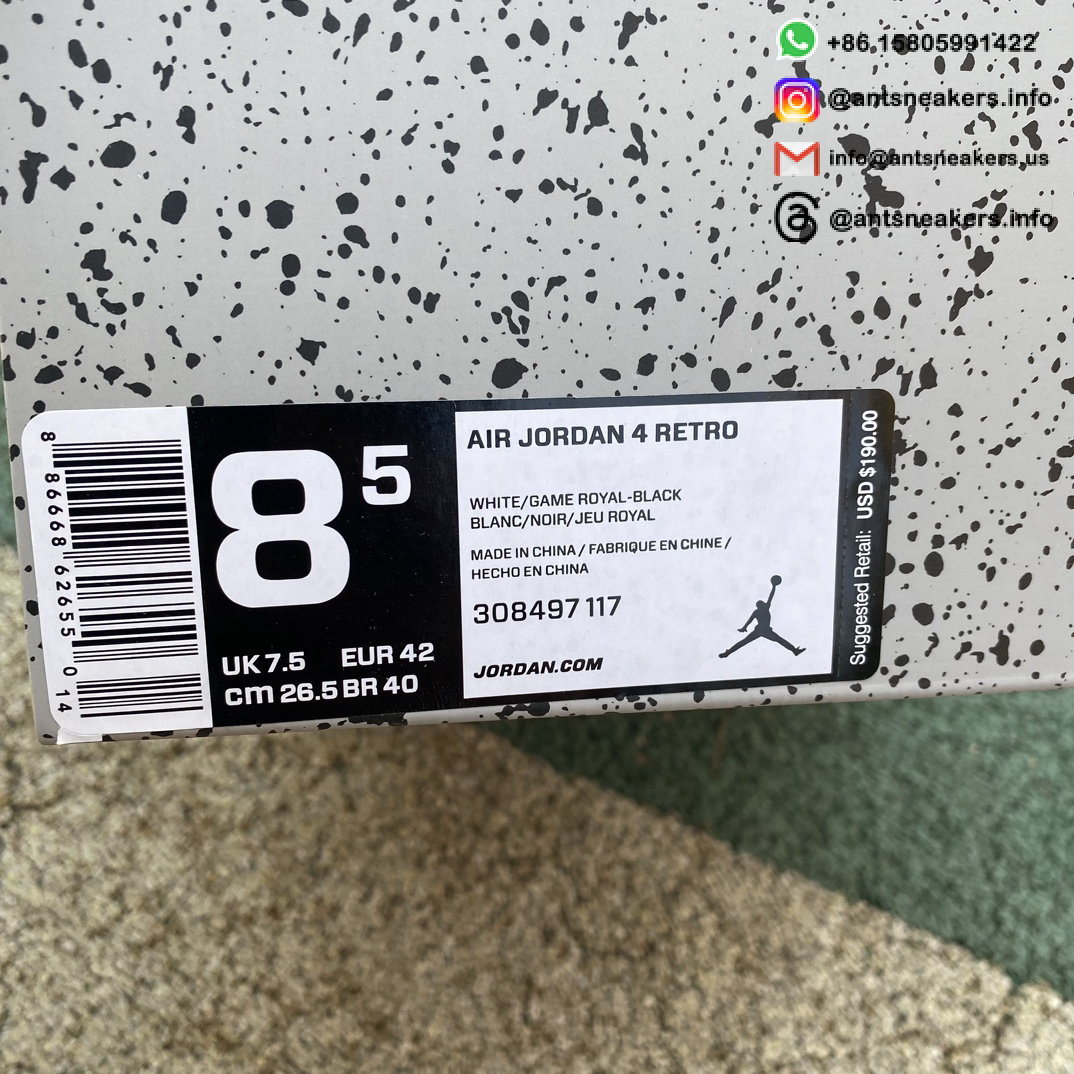 +86 15805991422
@antsneakers.info
info@antsneakers.us
@antsneakers.info
8 86668 62655 0 14
8 5
UK 7.5 EUR 42
cm 26.5 BR 40
AIR JORDAN 4 RETRO
WHITE/GAME ROYAL-BLACK
BLANC/NOIR/JEU ROYAL
MADE IN CHINA / FABRIQUE EN CHINE /
HECHO EN CHINA
308497 117
JORDAN.COM
Suggested Retail: USD $190.00